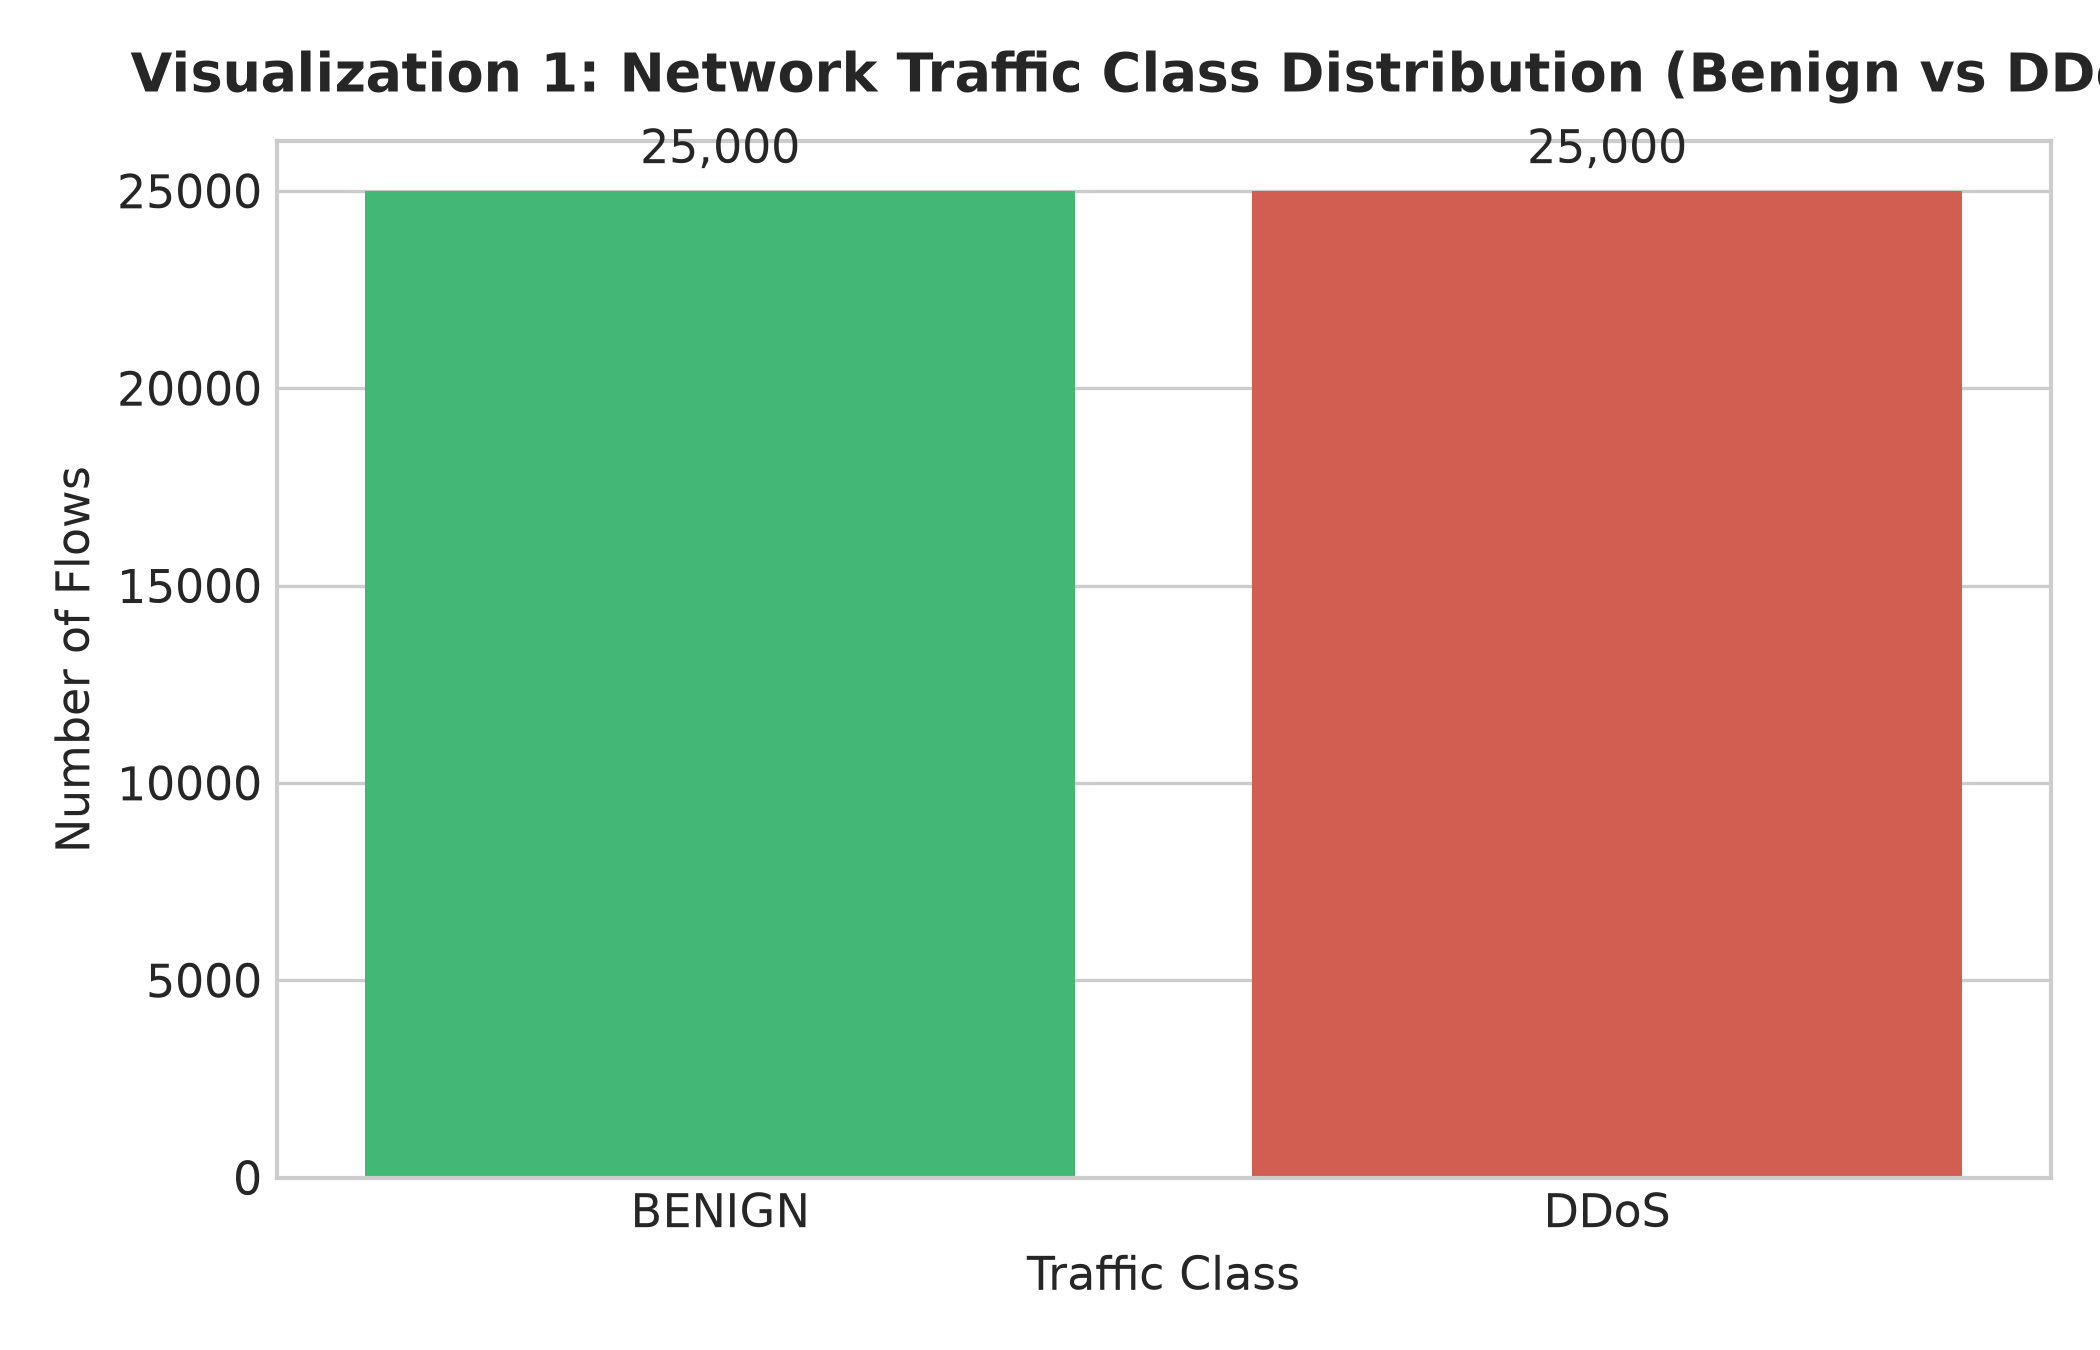 Visualization 1: Network Traffic Class Distribution (Benign vs DD
25,000 25,000
25000
20000
15000
10000
5000
0
Number of Flows
BENIGN DDoS
Traffic Class